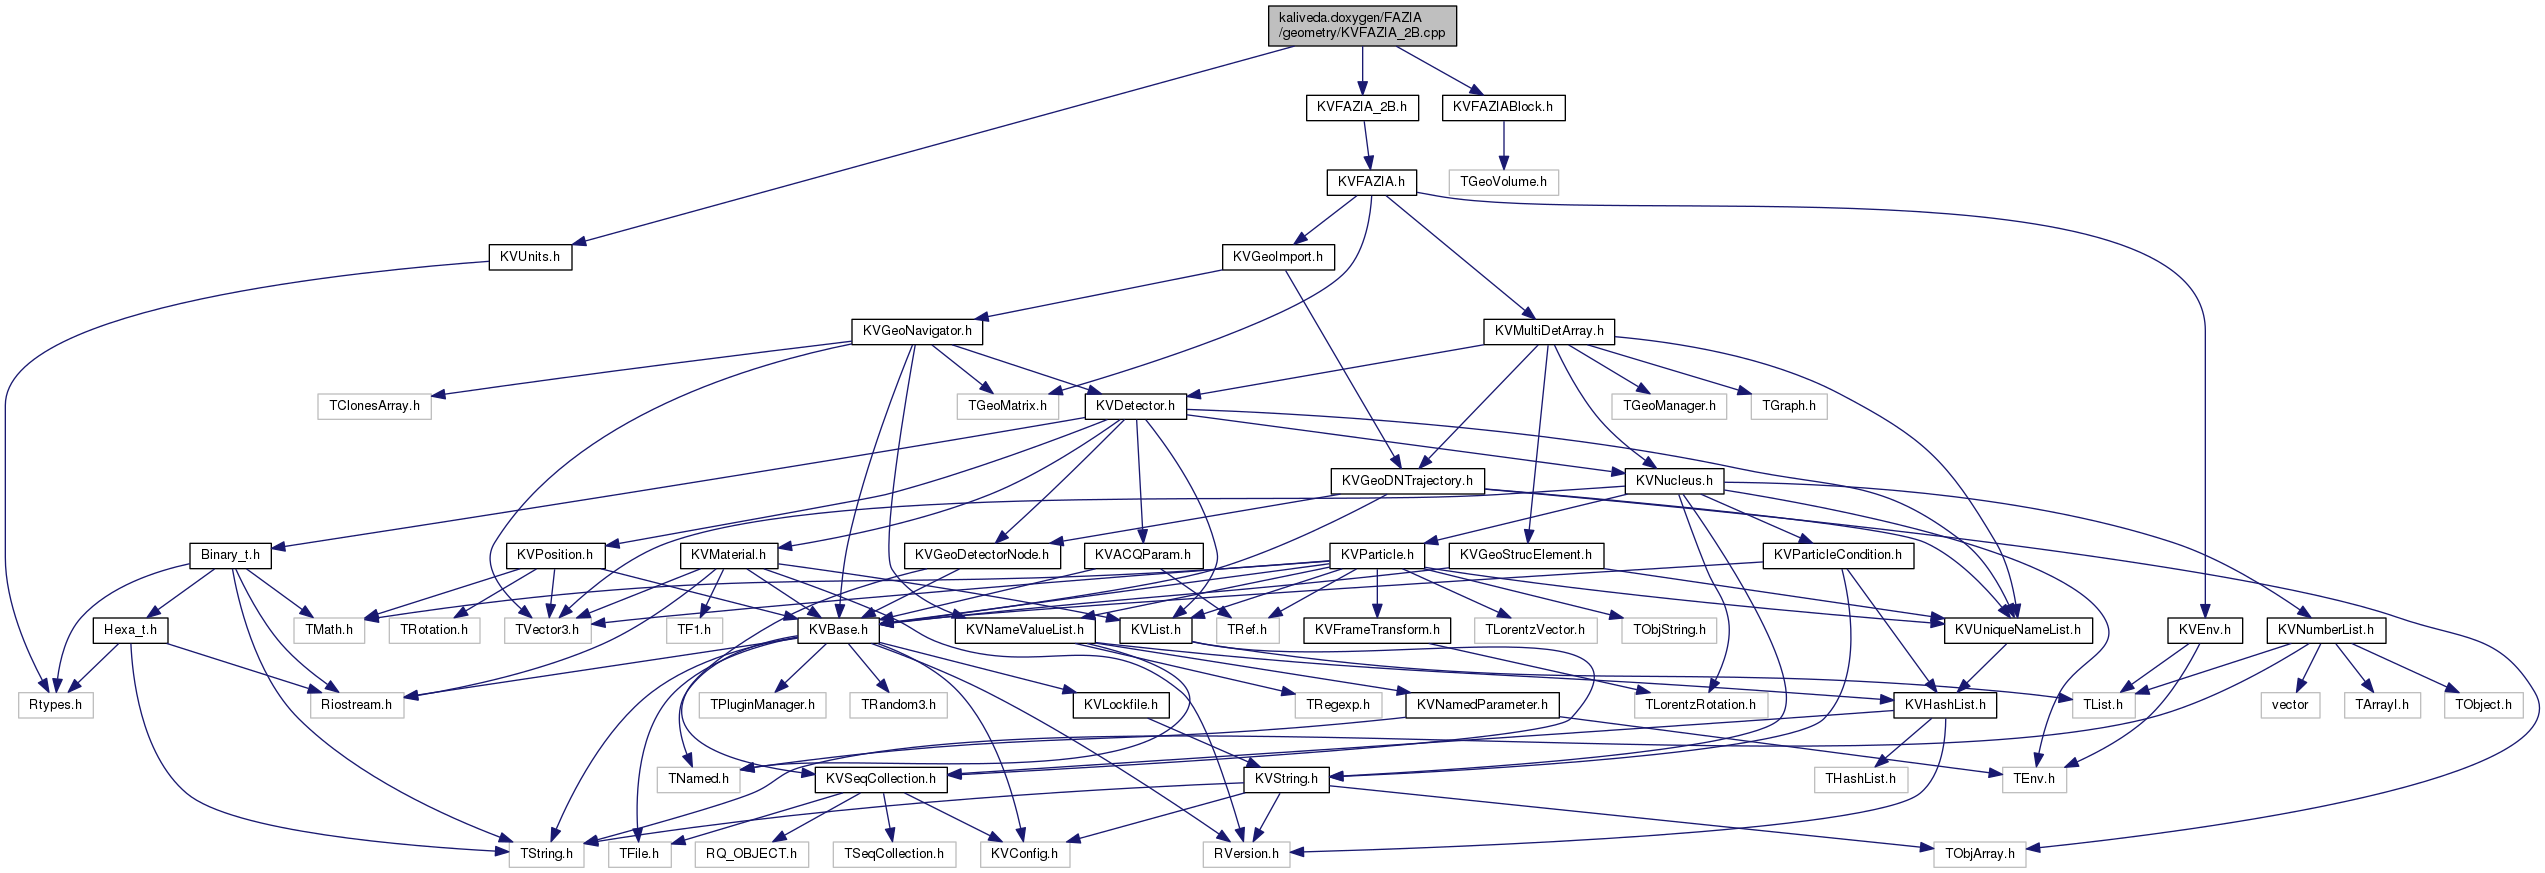 kaliveda.doxygen/FAZIA
/geometry/KVFAZIA_2B.cpp
KVFAZIA_2B.h
KVFAZIABlock.h
KVFAZIA.h
TGeoVolume.h
KVUnits.h
KVGeoImport.h
KVGeoNavigator.h
KVMultiDetArray.h
TClonesArray.h
TGeoMatrix.h
KVDetector.h
TGeoManager.h
TGraph.h
KVGeoDNTrajectory.h
KVNucleus.h
Binary_t.h
KVPosition.h
KVMaterial.h
KVGeoDetectorNode.h
KVACQParam.h
KVParticle.h
KVGeoStrucElement.h
KVParticleCondition.h
Hexa_t.h
TMath.h
TRotation.h
TVector3.h
TF1.h
KVBase.h
KVNameValueList.h
KVList.h
TRef.h
KVFrameTransform.h
TLorentzVector.h
TObjString.h
KVUniqueNameList.h
KVEnv.h
KVNumberList.h
Rtypes.h
Riostream.h
TPluginManager.h
TRandom3.h
KVLockfile.h
TRegexp.h
KVNamedParameter.h
TLorentzRotation.h
KVHashList.h
TList.h
vector
TArrayI.h
TObject.h
TNamed.h
KVSeqCollection.h
KVString.h
THashList.h
TEnv.h
TString.h
TFile.h
RQ_OBJECT.h
TSeqCollection.h
KVConfig.h
RVersion.h
TObjArray.h